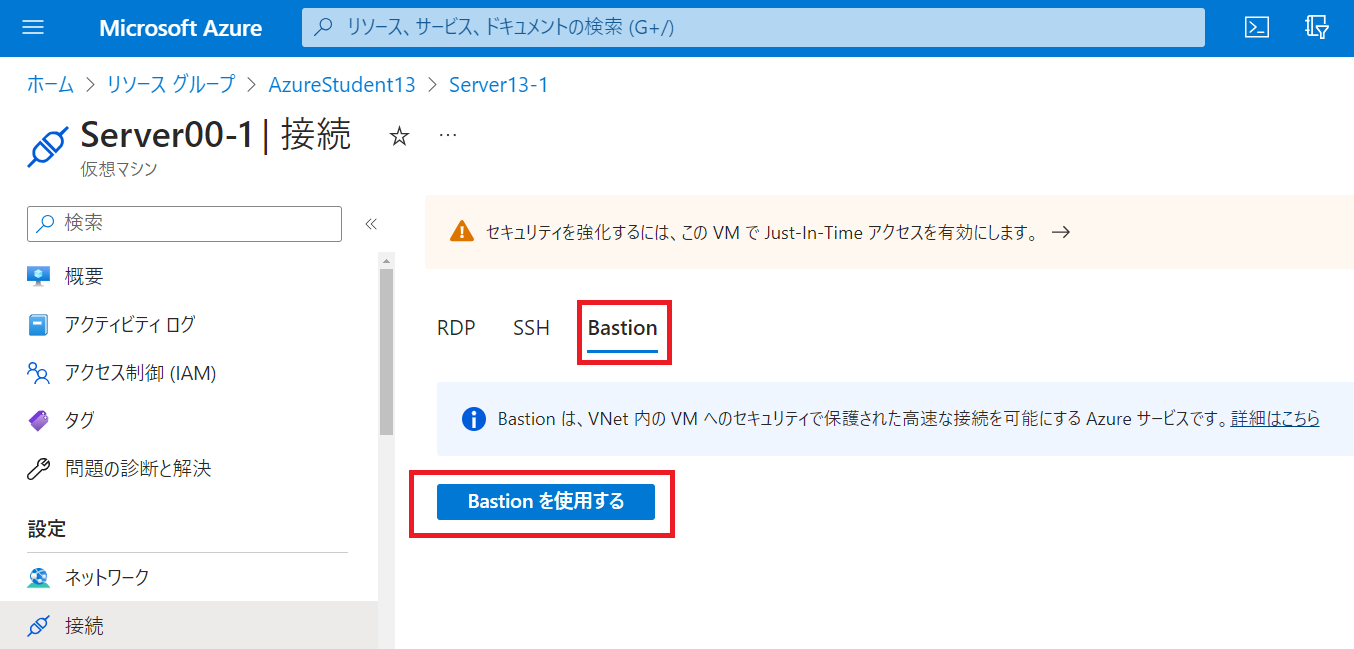 Microsoft Azure
リソース、サービス、ドキュメントの検索 (G+/)
ホーム > リソース グループ > AzureStudent13 > Server13-1
Server00-1 | 接続
仮想マシン
検索
概要
アクティビティ ログ
アクセス制御 (IAM)
タグ
問題の診断と解決
設定
ネットワーク
接続
セキュリティを強化するには、この VM で Just-In-Time アクセスを有効にします。 →
RDP SSH Bastion
Bastion は、VNet 内の VM へのセキュリティで保護された高速な接続を可能にする Azure サービスです。詳細はこちら
Bastion を使用する